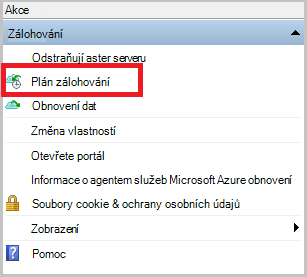 Akce
Zálohování
Odstraňují aster serveru
Plán zálohování
Obnovení dat
Změna vlastností
Otevřete portál
Informace o agentem služeb Microsoft Azure obnovení
Soubory cookie & ochrany osobních údajů
Zobrazení
Pomoc